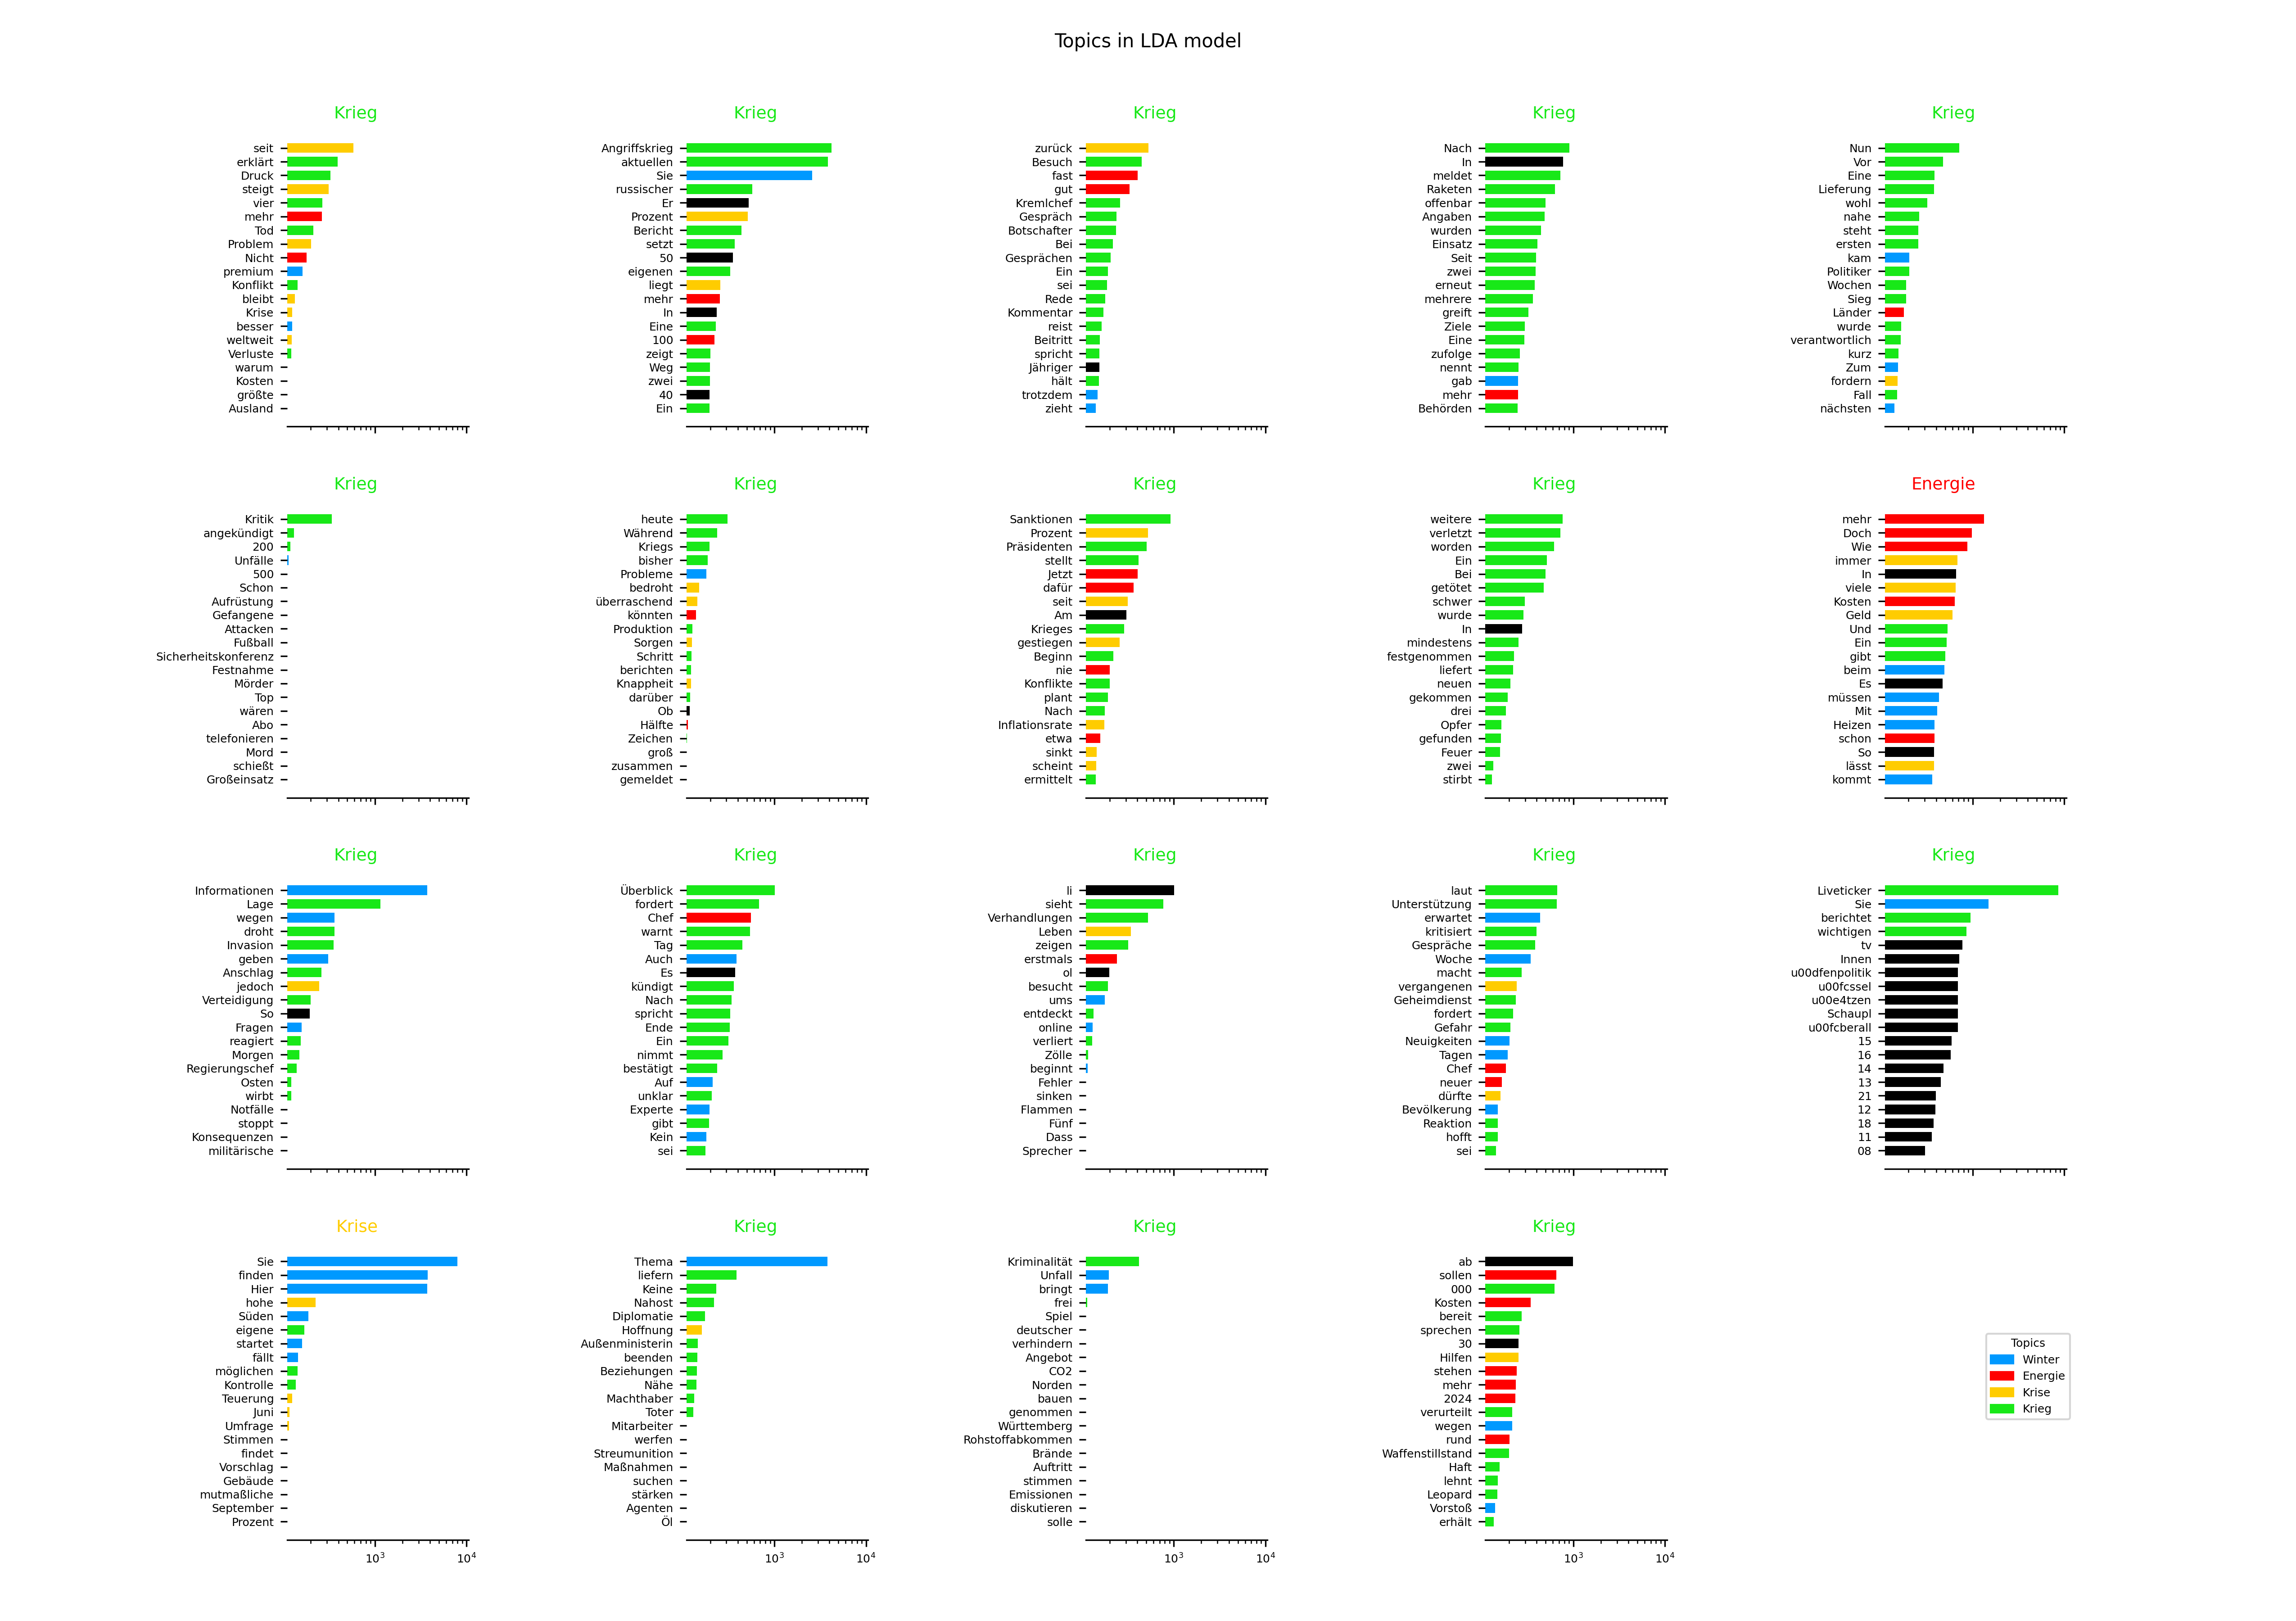 Topics in LDA model
Krieg
seit
erklärt
Druck
steigt
vier
mehr
Tod
Problem
Nicht
premium
Konflikt
bleibt
Krise
besser
weltweit
Verluste
warum
Kosten
größte
Ausland
Krieg
Angriffskrieg
aktuellen
Sie
russischer
Er
Prozent
Bericht
setzt
50
eigenen
liegt
mehr
In
Eine
100
zeigt
Weg
zwei
40
Ein
Krieg
zurück
Besuch
fast
gut
Kremlchef
Gespräch
Botschafter
Bei
Gesprächen
Ein
sei
Rede
Kommentar
reist
Beitritt
spricht
Jähriger
hält
trotzdem
zieht
Krieg
Nach
In
meldet
Raketen
offenbar
Angaben
wurden
Einsatz
Seit
zwei
erneut
mehrere
greift
Ziele
Eine
zufolge
nennt
gab
mehr
Behörden
Krieg
Nun
Vor
Eine
Lieferung
wohl
nahe
steht
ersten
kam
Politiker
Wochen
Sieg
Länder
wurde
verantwortlich
kurz
Zum
fordern
Fall
nächsten
Krieg
Kritik
angekündigt
200
Unfälle
500
Schon
Aufrüstung
Gefangene
Attacken
Fußball
Sicherheitskonferenz
Festnahme
Mörder
Top
wären
Abo
telefonieren
Mord
schießt
Großeinsatz
Krieg
heute
Während
Kriegs
bisher
Probleme
bedroht
überraschend
könnten
Produktion
Sorgen
Schritt
berichten
Knappheit
darüber
Ob
Hälfte
Zeichen
groß
zusammen
gemeldet
Krieg
Sanktionen
Prozent
Präsidenten
stellt
Jetzt
dafür
seit
Am
Krieges
gestiegen
Beginn
nie
Konflikte
plant
Nach
Inflationsrate
etwa
sinkt
scheint
ermittelt
Krieg
weitere
verletzt
worden
Ein
Bei
getötet
schwer
wurde
In
mindestens
festgenommen
liefert
neuen
gekommen
drei
Opfer
gefunden
Feuer
zwei
stirbt
Energie
mehr
Doch
Wie
immer
In
viele
Kosten
Geld
Und
Ein
gibt
beim
Es
müssen
Mit
Heizen
schon
So
lässt
kommt
Krieg
Informationen
Lage
wegen
droht
Invasion
geben
Anschlag
jedoch
Verteidigung
So
Fragen
reagiert
Morgen
Regierungschef
Osten
wirbt
Notfälle
stoppt
Konsequenzen
militärische
Krieg
Überblick
fordert
Chef
warnt
Tag
Auch
Es
kündigt
Nach
spricht
Ende
Ein
nimmt
bestätigt
Auf
unklar
Experte
gibt
Kein
sei
Krieg
li
sieht
Verhandlungen
Leben
zeigen
erstmals
ol
besucht
ums
entdeckt
online
verliert
Zölle
beginnt
Fehler
sinken
Flammen
Fünf
Dass
Sprecher
Krieg
laut
Unterstützung
erwartet
kritisiert
Gespräche
Woche
macht
vergangenen
Geheimdienst
fordert
Gefahr
Neuigkeiten
Tagen
Chef
neuer
dürfte
Bevölkerung
Reaktion
hofft
sei
Krieg
Liveticker
Sie
berichtet
wichtigen
tv
Innen
u00dfenpolitik
u00fcssel
u00e4tzen
Schaupl
u00fcberall
15
16
14
13
21
12
18
11
08
Krise
Sie
finden
Hier
hohe
Süden
eigene
startet
fällt
möglichen
Kontrolle
Teuerung
Juni
Umfrage
Stimmen
findet
Vorschlag
Gebäude
mutmaßliche
September
Prozent
10³ 10⁴
Krieg
Thema
liefern
Keine
Nahost
Diplomatie
Hoffnung
Außenministerin
beenden
Beziehungen
Nähe
Machthaber
Toter
Mitarbeiter
werfen
Streumunition
Maßnahmen
suchen
stärken
Agenten
Öl
10³ 10⁴
Krieg
Kriminalität
Unfall
bringt
frei
Spiel
deutscher
verhindern
Angebot
CO2
Norden
bauen
genommen
Württemberg
Rohstoffabkommen
Brände
Auftritt
stimmen
Emissionen
diskutieren
solle
10³ 10⁴
Krieg
ab
sollen
000
Kosten
bereit
sprechen
30
Hilfen
stehen
mehr
2024
verurteilt
wegen
rund
Waffenstillstand
Haft
lehnt
Leopard
Vorstoß
erhält
10³ 10⁴
Topics
Winter
Energie
Krise
Krieg